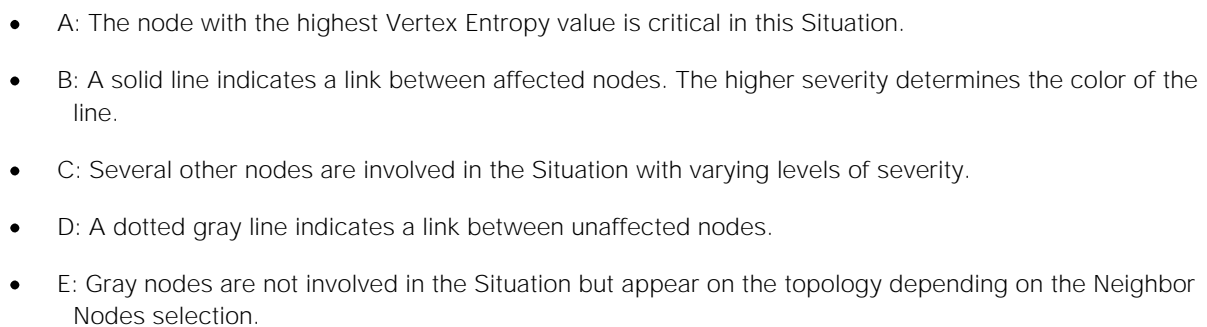 • A: The node with the highest Vertex Entropy value is critical in this Situation.
• B: A solid line indicates a link between affected nodes. The higher severity determines the color of the
line.
• C: Several other nodes are involved in the Situation with varying levels of severity.
• D: A dotted gray line indicates a link between unaffected nodes.
• E: Gray nodes are not involved in the Situation but appear on the topology depending on the Neighbor
Nodes selection.